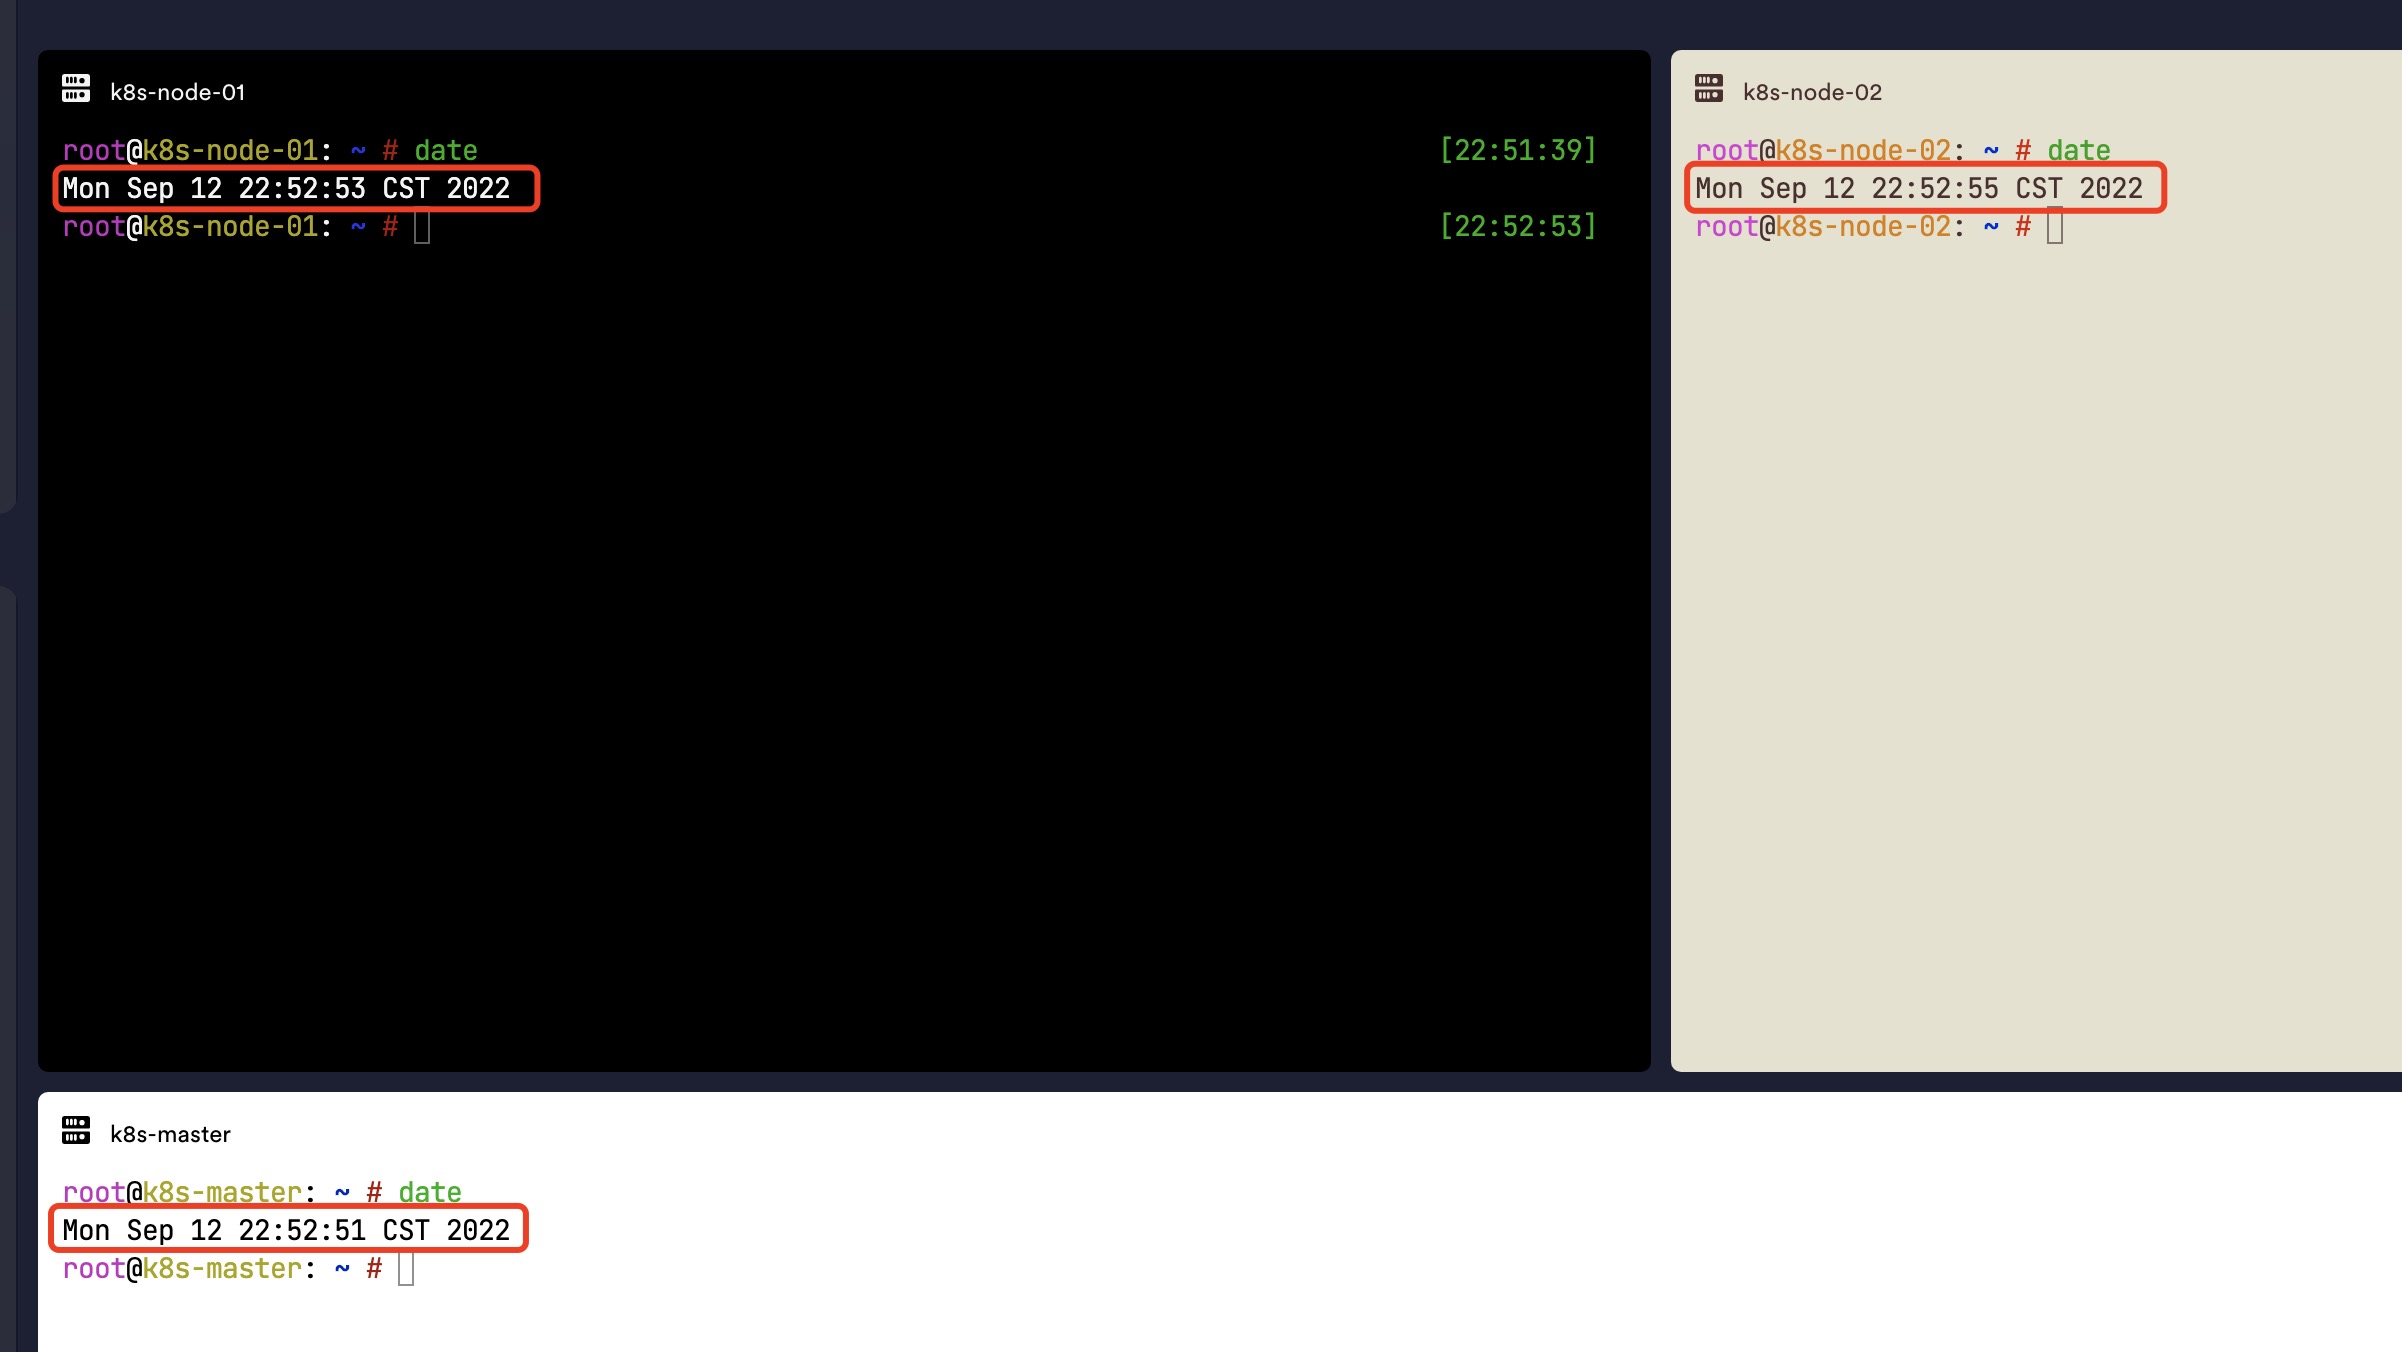 k8s-node-01
root@k8s-node-01: ~ # date [22:51:39]
Mon Sep 12 22:52:53 CST 2022
root@k8s-node-01: ~ # [22:52:53]
k8s-node-02
root@k8s-node-02: ~ # date
Mon Sep 12 22:52:55 CST 2022
root@k8s-node-02: ~ #
k8s-master
root@k8s-master: ~ # date
Mon Sep 12 22:52:51 CST 2022
root@k8s-master: ~ #